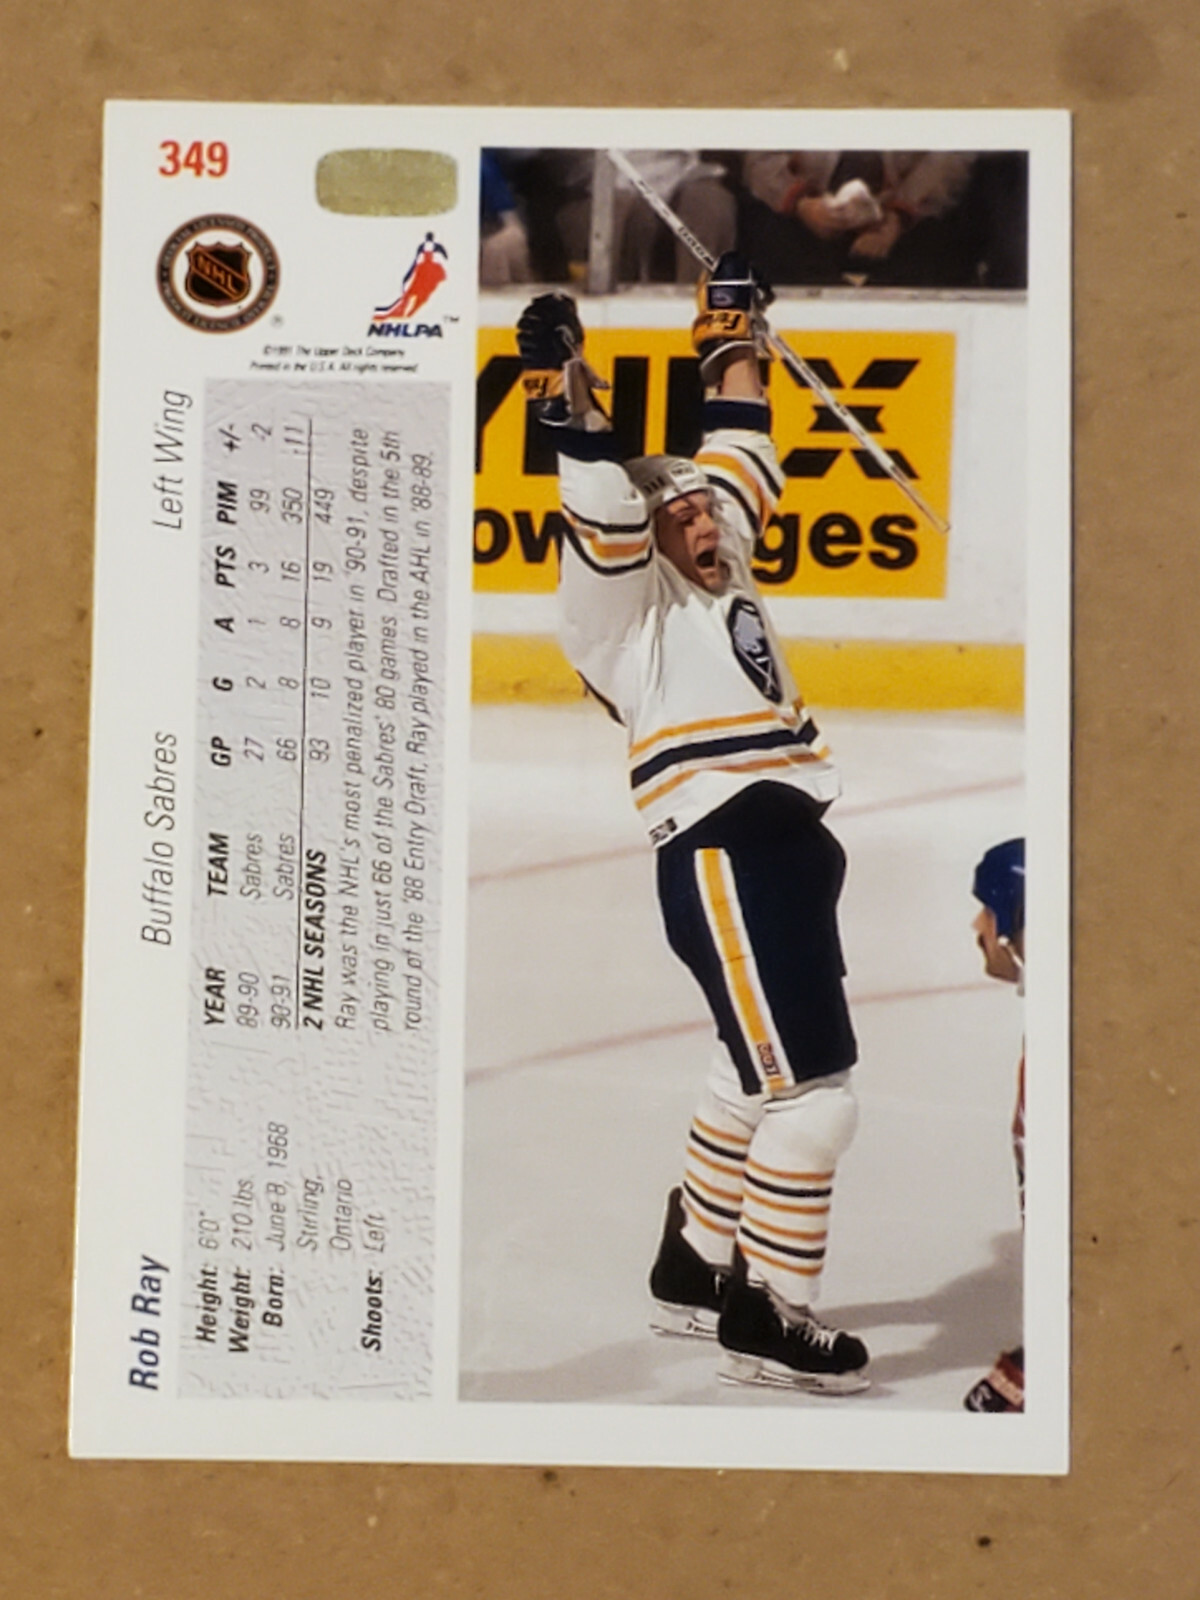 349
NHL
NHLPA™
©1991 The Upper Deck Company
Printed in the U.S.A. All rights reserved
Rob Ray Buffalo Sabres Left Wing
Height: 6'0"
Weight: 210 lbs.
Born: June 8, 1968
Stirling,
Ontario
Shoots: Left
YEAR TEAM GP G A PTS PIM +/-
89-90 Sabres 27 2 1 3 99 -2
90-91 Sabres 66 8 8 16 350 -11
2 NHL SEASONS 93 10 9 19 449
Ray was the NHL's most penalized player in '90-91, despite
playing in just 66 of the Sabres' 80 games. Drafted in the 5th
round of the '88 Entry Draft, Ray played in the AHL in '88-89.
ges